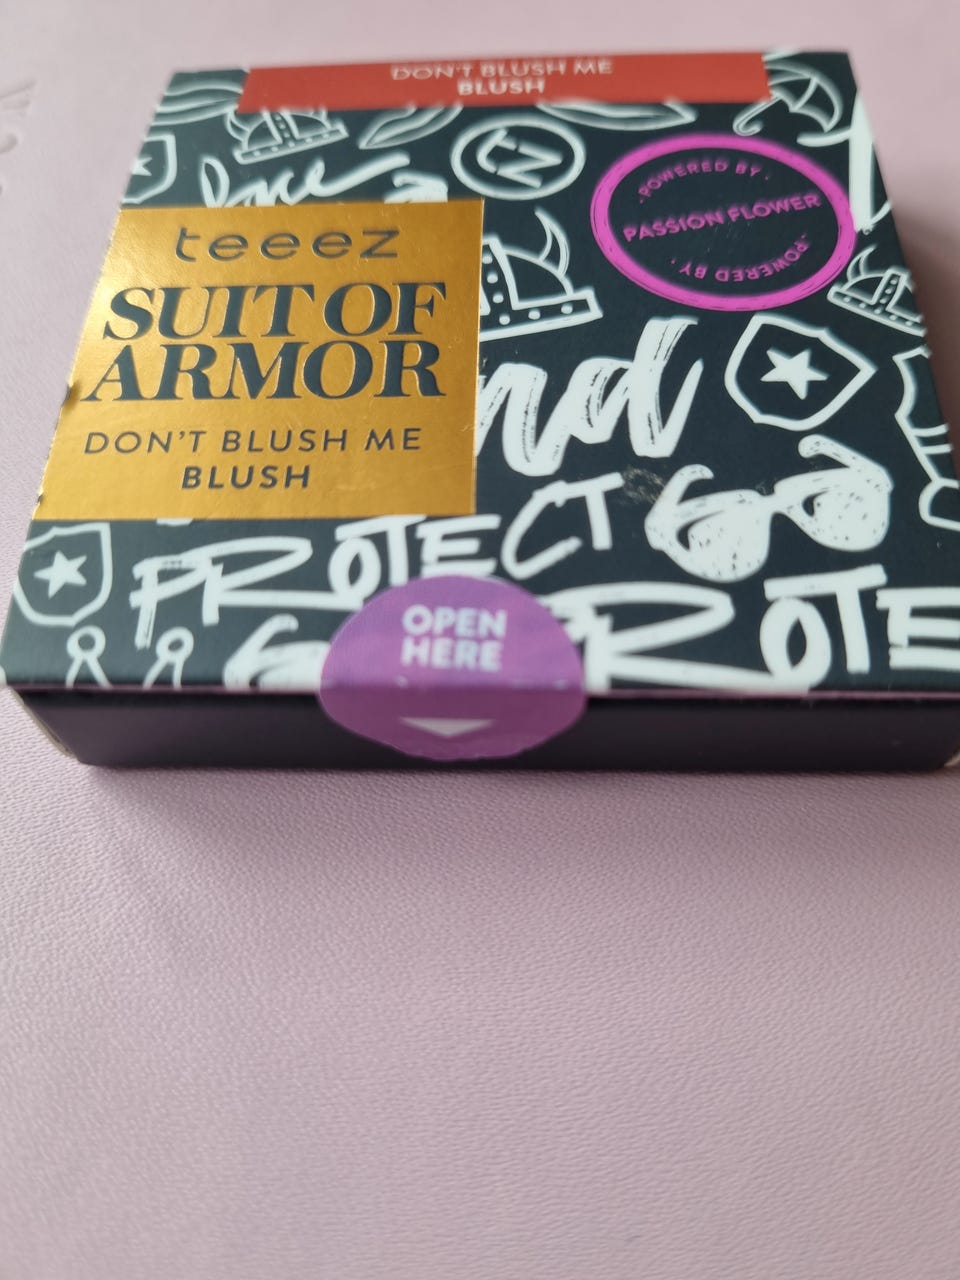 DON'T BLUSH ME
BLUSH
POWERED BY
PASSION FLOWER
POWERED BY
teeez
SUIT OF
ARMOR
DON'T BLUSH ME
BLUSH
PROTECT
OPEN
HERE